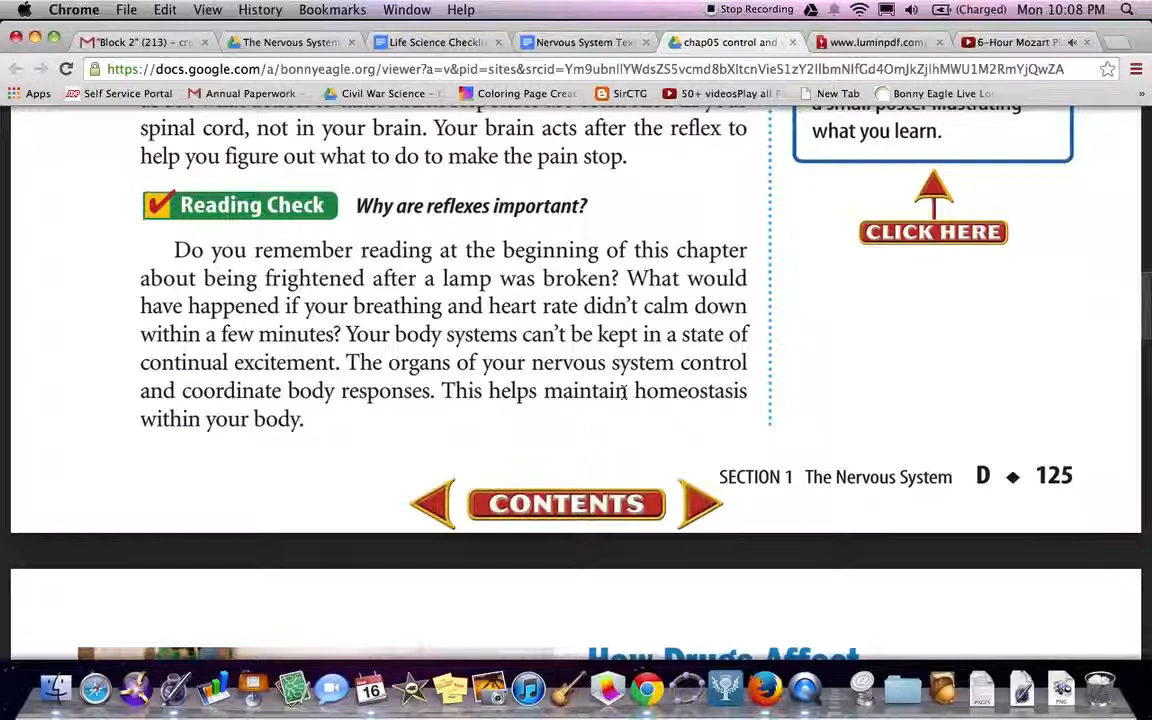 Chrome File Edit View History Bookmarks Window Help Stop Recording (Charged) Mon 10:08 PM
"Block 2" (213) – cr The Nervous System Life Science Checkli Nervous System Tex chap05 control and www.luminpdf.com 6-Hour Mozart P
https://docs.google.com/a/bonnyeagle.org/viewer?a=v&pid=sites&srcid=
Apps Self Service Portal Annual Paperwork Civil War Science – Coloring Page Crea SirCTG 50+ videosPlay all New Tab Bonny Eagle Live Lo »
a small poster illustrating
what you learn.
CLICK HERE
spinal cord, not in your brain. Your brain acts after the reflex to
help you figure out what to do to make the pain stop.
Reading Check Why are reflexes important?
Do you remember reading at the beginning of this chapter
about being frightened after a lamp was broken? What would
have happened if your breathing and heart rate didn't calm down
within a few minutes? Your body systems can't be kept in a state of
continual excitement. The organs of your nervous system control
and coordinate body responses. This helps maintain homeostasis
within your body.
SECTION 1 The Nervous System D ◆ 125
CONTENTS
How Drugs Affect